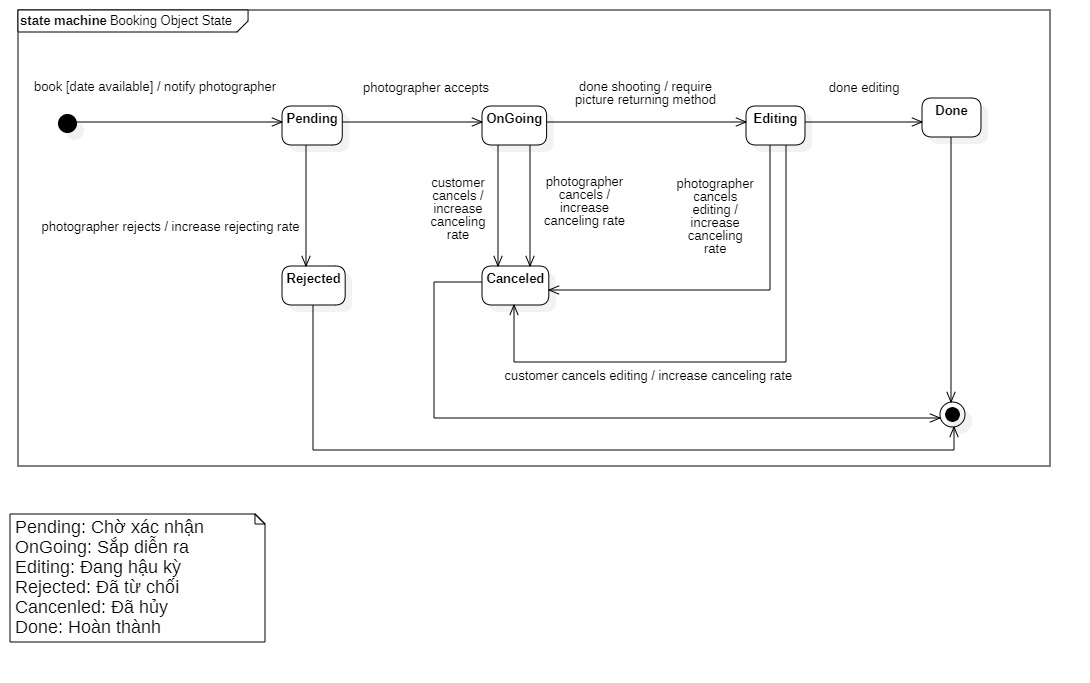 state machine Booking Object State
book [date available] / notify photographer
photographer accepts
done shooting / require
picture returning method
done editing
Pending
OnGoing
Editing
Done
customer
cancels /
increase
canceling
rate
photographer
cancels /
increase
canceling rate
photographer
cancels
editing /
increase
canceling
rate
photographer rejects / increase rejecting rate
Rejected
Canceled
customer cancels editing / increase canceling rate
Pending: Chờ xác nhận
OnGoing: Sắp diễn ra
Editing: Đang hậu kỳ
Rejected: Đã từ chối
Cancenled: Đã hủy
Done: Hoàn thành